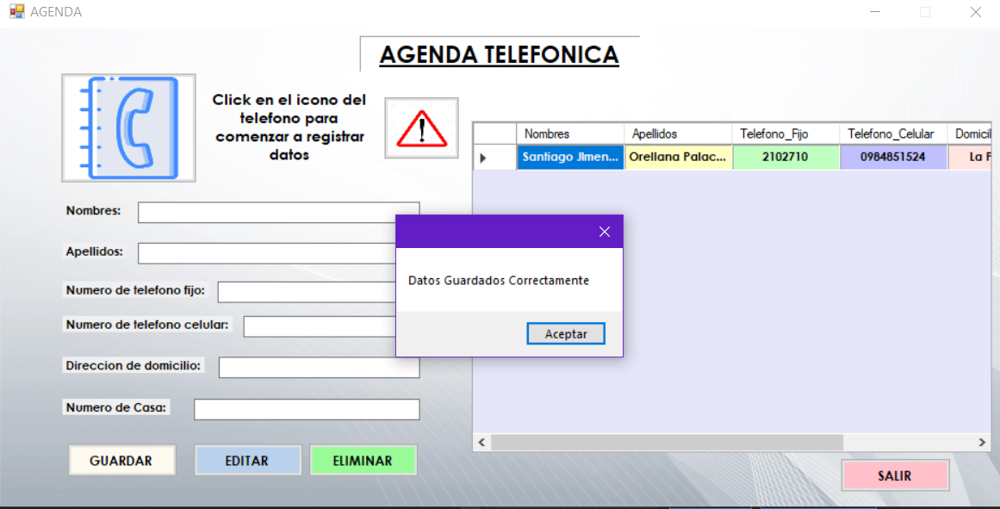 AGENDA
AGENDA TELEFONICA
Click en el icono del
telefono para
comenzar a registrar
datos
Nombres Apellidos Telefono_Fijo Telefono_Celular
Santiago JImen... Orellana Palac... 2102710 0984851524 La
Nombres:
Apellidos:
Numero de telefono fijo:
Numero de telefono celular:
Direccion de domicilio:
Numero de Casa:
Datos Guardados Correctamente
Aceptar
GUARDAR EDITAR ELIMINAR
SALIR